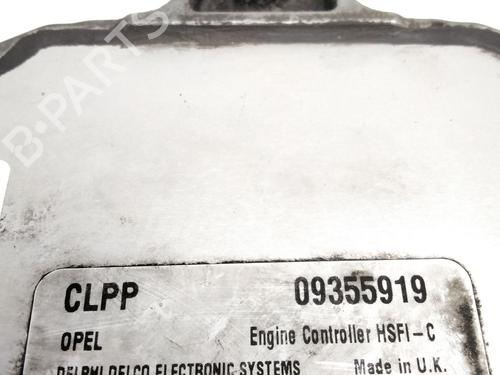 B-PARTS
CLPP 09355919
OPEL Engine Controller HSFI-C
DELPHI DELCO ELECTRONIC SYSTEMS Made in U.K.